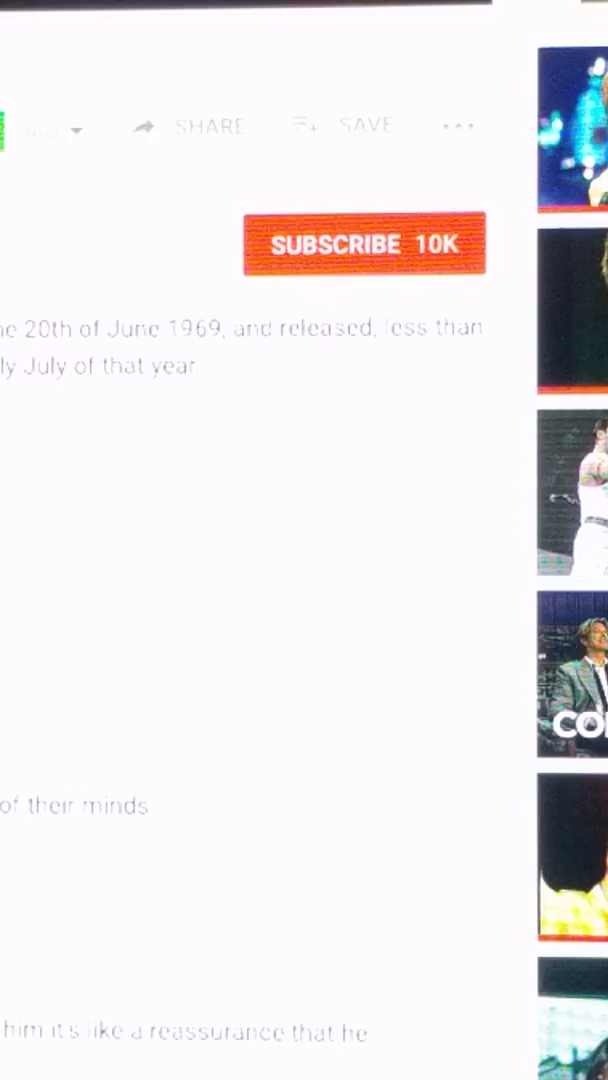 SHARE
SAVE
SUBSCRIBE 10K
20th of June 1969, and released, less than
July of that year
CO
of their minds
him it's like a reassurance that he